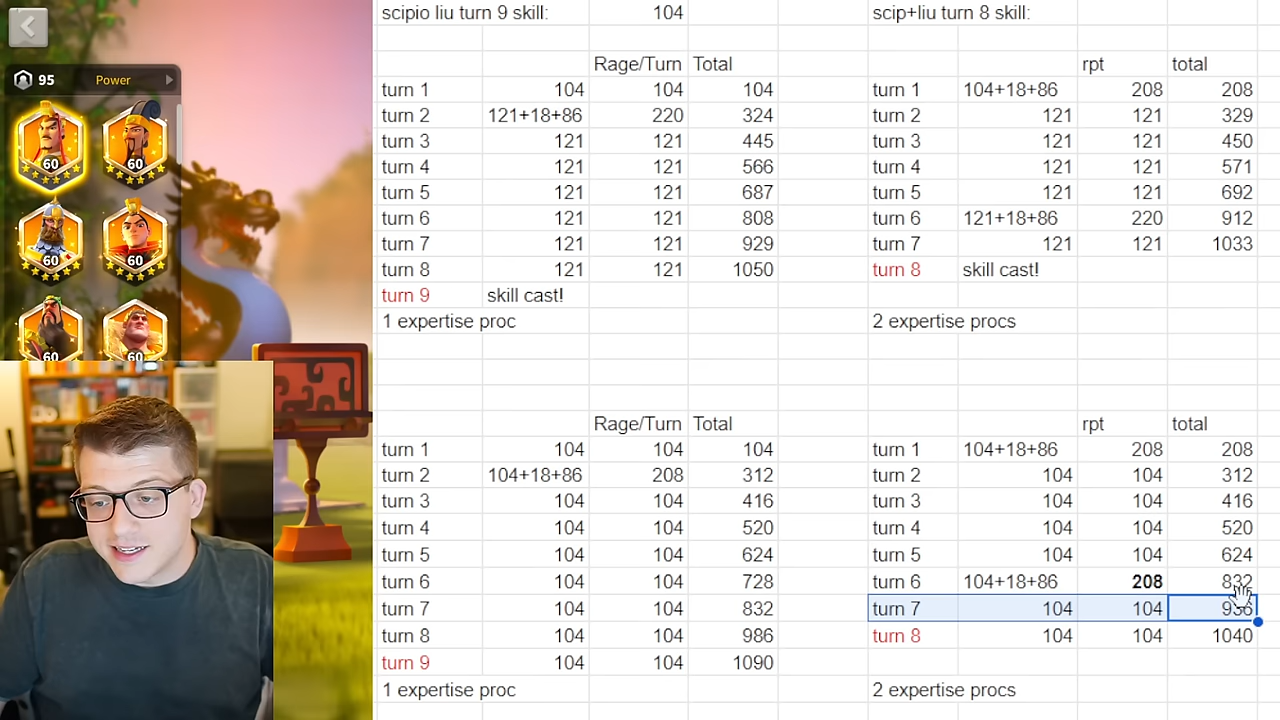 95 Power
60 60
60 60
60 60
scipio liu turn 9 skill: 104
Rage/Turn Total
turn 1 104 104 104
turn 2 121+18+86 220 324
turn 3 121 121 445
turn 4 121 121 566
turn 5 121 121 687
turn 6 121 121 808
turn 7 121 121 929
turn 8 121 121 1050
turn 9 skill cast!
1 expertise proc
scip+liu turn 8 skill:
rpt total
turn 1 104+18+86 208 208
turn 2 121 121 329
turn 3 121 121 450
turn 4 121 121 571
turn 5 121 121 692
turn 6 121+18+86 220 912
turn 7 121 121 1033
turn 8 skill cast!
2 expertise procs
Rage/Turn Total
turn 1 104 104 104
turn 2 104+18+86 208 312
turn 3 104 104 416
turn 4 104 104 520
turn 5 104 104 624
turn 6 104 104 728
turn 7 104 104 832
turn 8 104 104 986
turn 9 104 104 1090
1 expertise proc
rpt total
turn 1 104+18+86 208 208
turn 2 104 104 312
turn 3 104 104 416
turn 4 104 104 520
turn 5 104 104 624
turn 6 104+18+86 208 832
turn 7 104 104
turn 8 104 104 1040
2 expertise procs